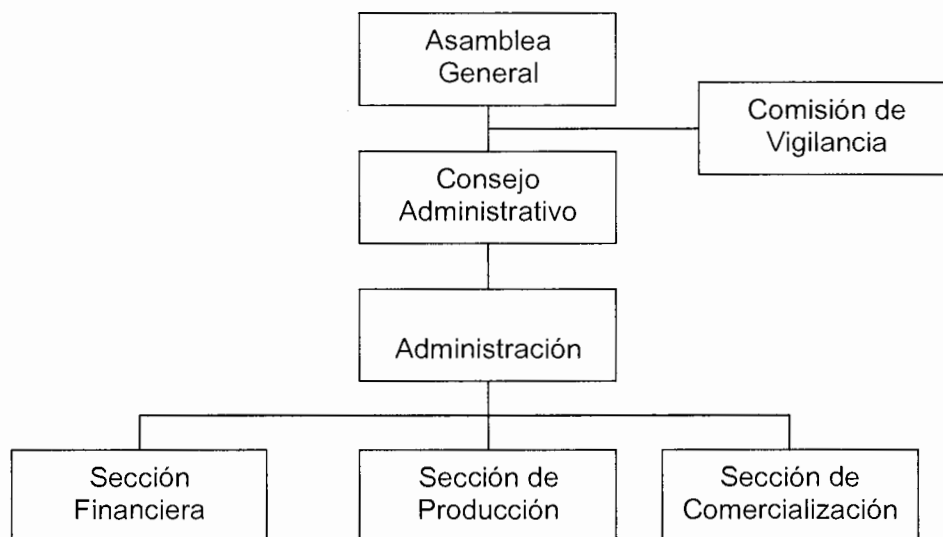 Asamblea
General
Comisión de
Vigilancia
Consejo
Administrativo
Administración
Sección
Financiera
Sección de
Producción
Sección de
Comercialización